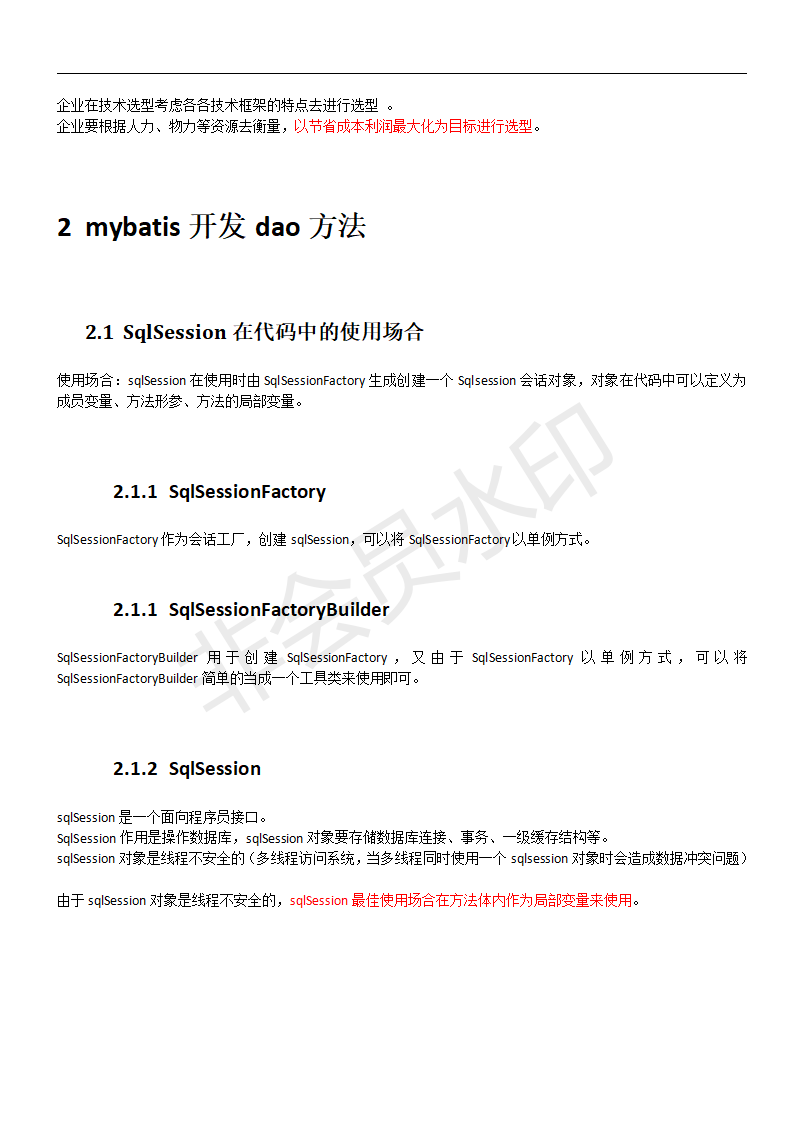 企业在技术选型考虑各各技术框架的特点去进行选型 。
企业要根据人力、物力等资源去衡量，以节省成本利润最大化为目标进行选型。
2 mybatis 开发 dao 方法
2.1 SqlSession 在代码中的使用场合
使用场合：sqlSession 在使用时由 SqlSessionFactory 生成创建一个 Sqlsession 会话对象，对象在代码中可以定义为
成员变量、方法形参、方法的局部变量。
2.1.1 SqlSessionFactory
SqlSessionFactory 作为会话工厂，创建 sqlSession，可以将 SqlSessionFactory 以单例方式。
2.1.1 SqlSessionFactoryBuilder
SqlSessionFactoryBuilder 用于创建 SqlSessionFactory ，又由于 SqlSessionFactory 以单例方式，可以将
SqlSessionFactoryBuilder 简单的当成一个工具类来使用即可。
2.1.2 SqlSession
sqlSession 是一个面向程序员接口。
SqlSession 作用是操作数据库，sqlSession 对象要存储数据库连接、事务、一级缓存结构等。
sqlSession 对象是线程不安全的（多线程访问系统，当多线程同时使用一个 sqlsession 对象时会造成数据冲突问题）
由于 sqlSession 对象是线程不安全的，sqlSession 最佳使用场合在方法体内作为局部变量来使用。
非会员水印